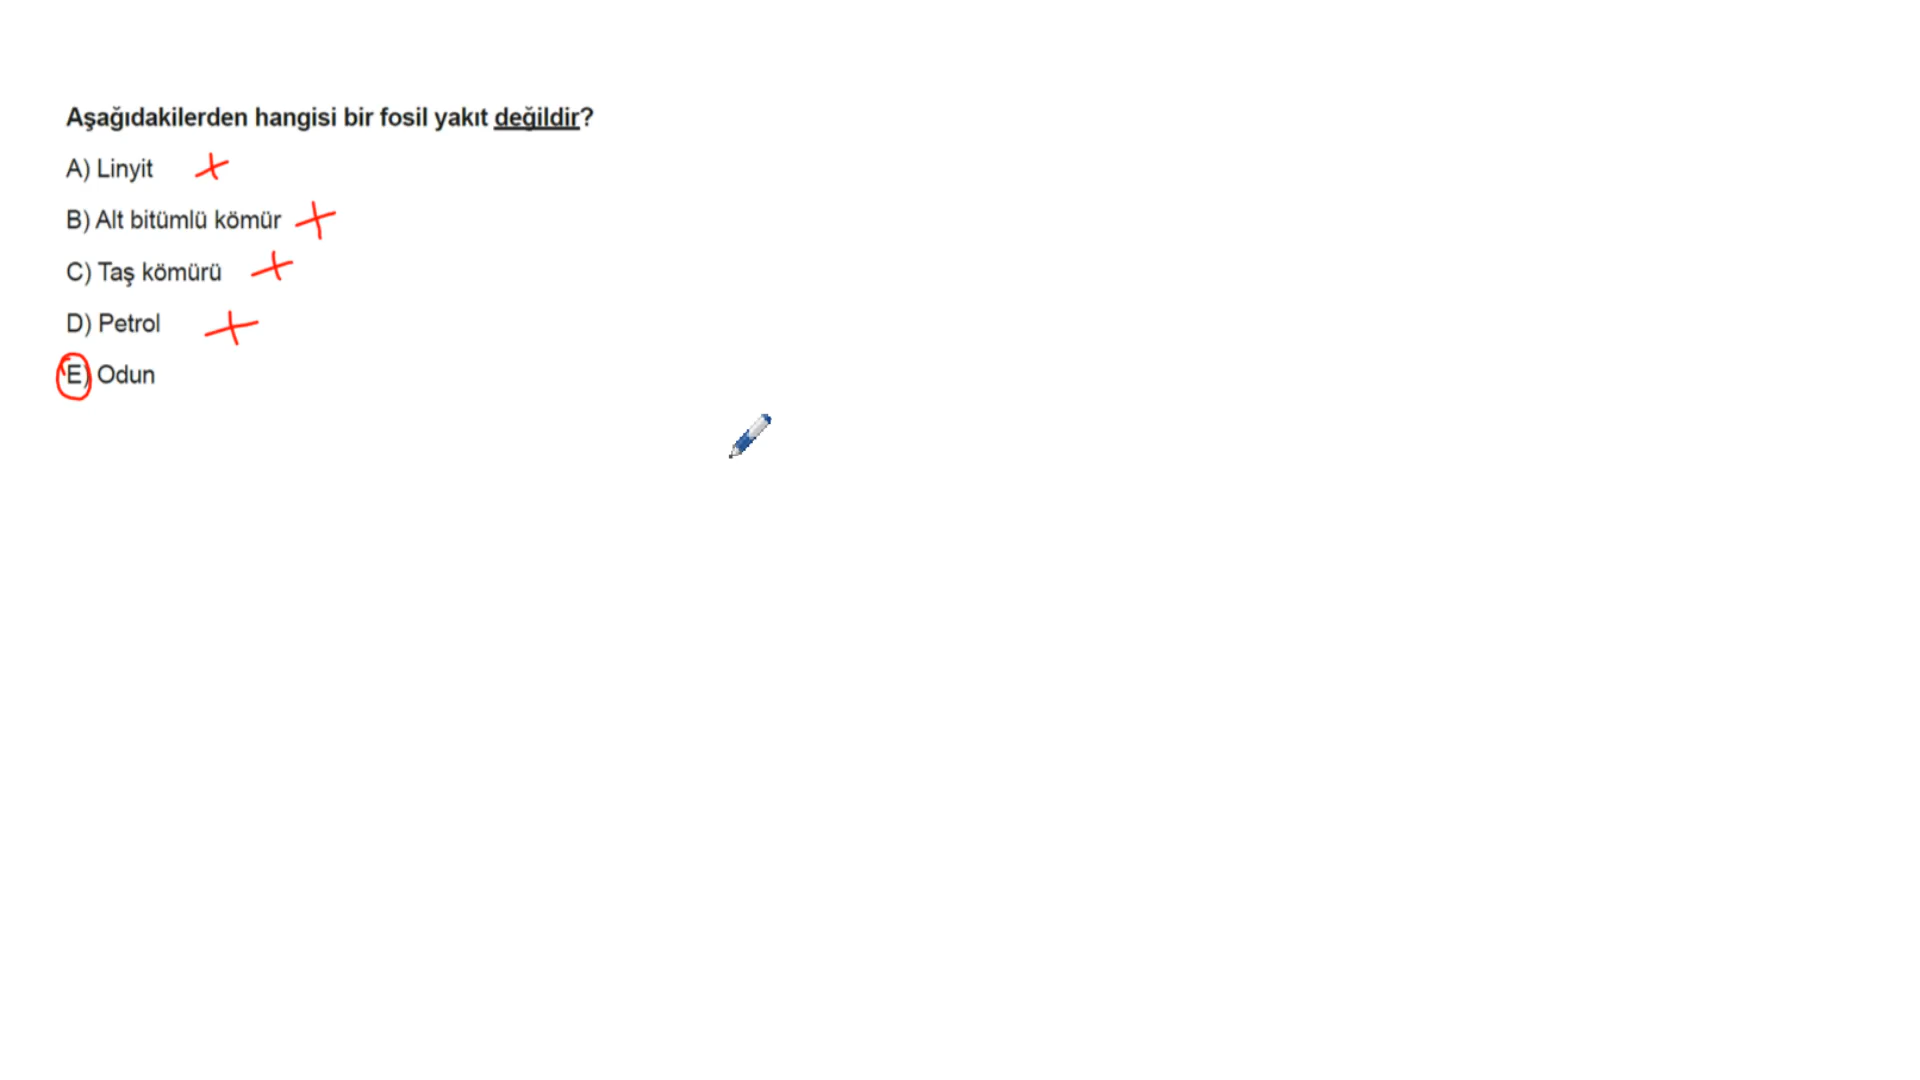 Aşağıdakilerden hangisi bir fosil yakıt değildir?
A) Linyit
B) Alt bitümlü kömür
C) Taş kömürü
D) Petrol
E) Odun